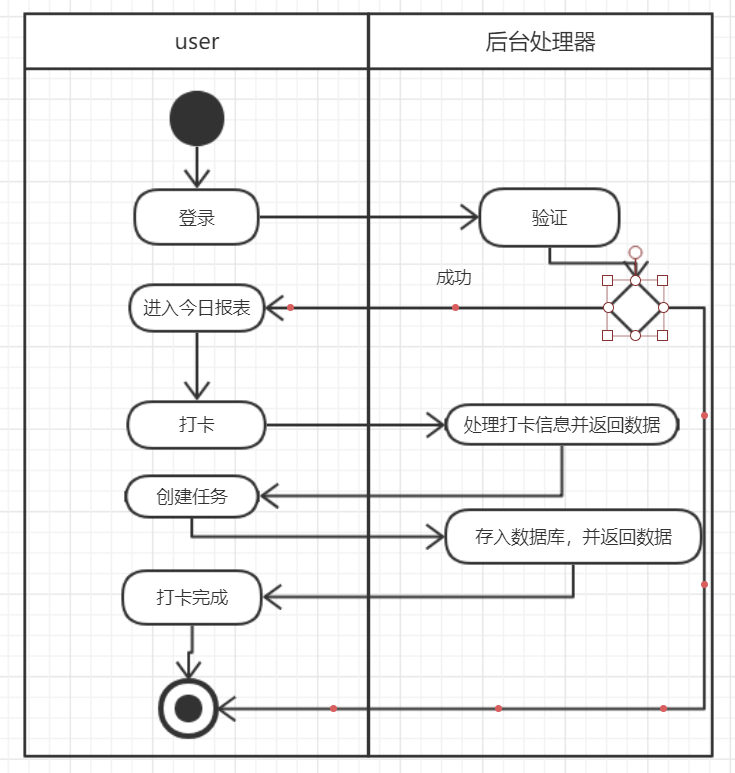 user
后台处理器
登录
验证
成功
进入今日报表
打卡
处理打卡信息并返回数据
创建任务
存入数据库，并返回数据
打卡完成